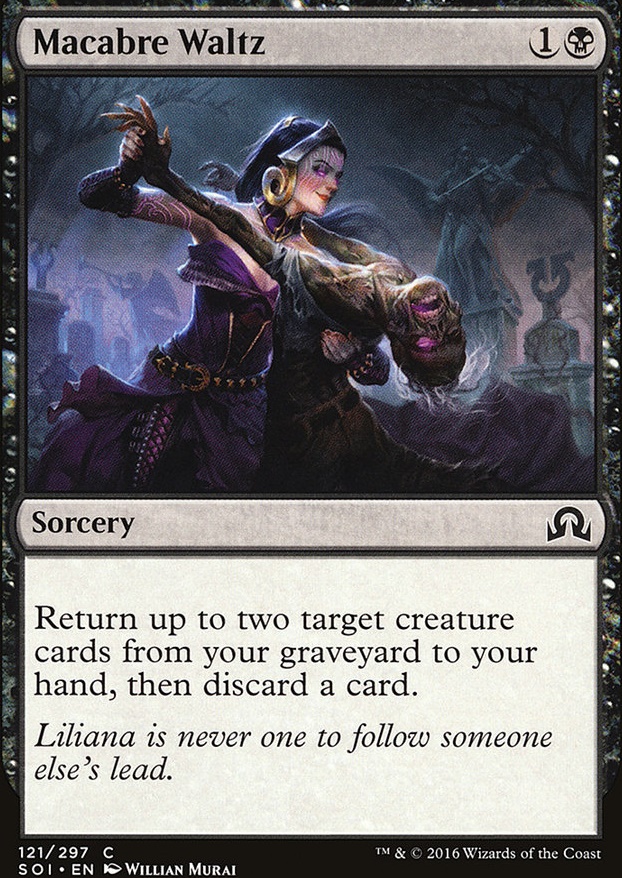 Macabre Waltz 1
Sorcery
Return up to two target creature
cards from your graveyard to your
hand, then discard a card.
Liliana is never one to follow someone
else's lead.
121/297 C
SOI • EN Willian Murai
™ & © 2016 Wizards of the Coast